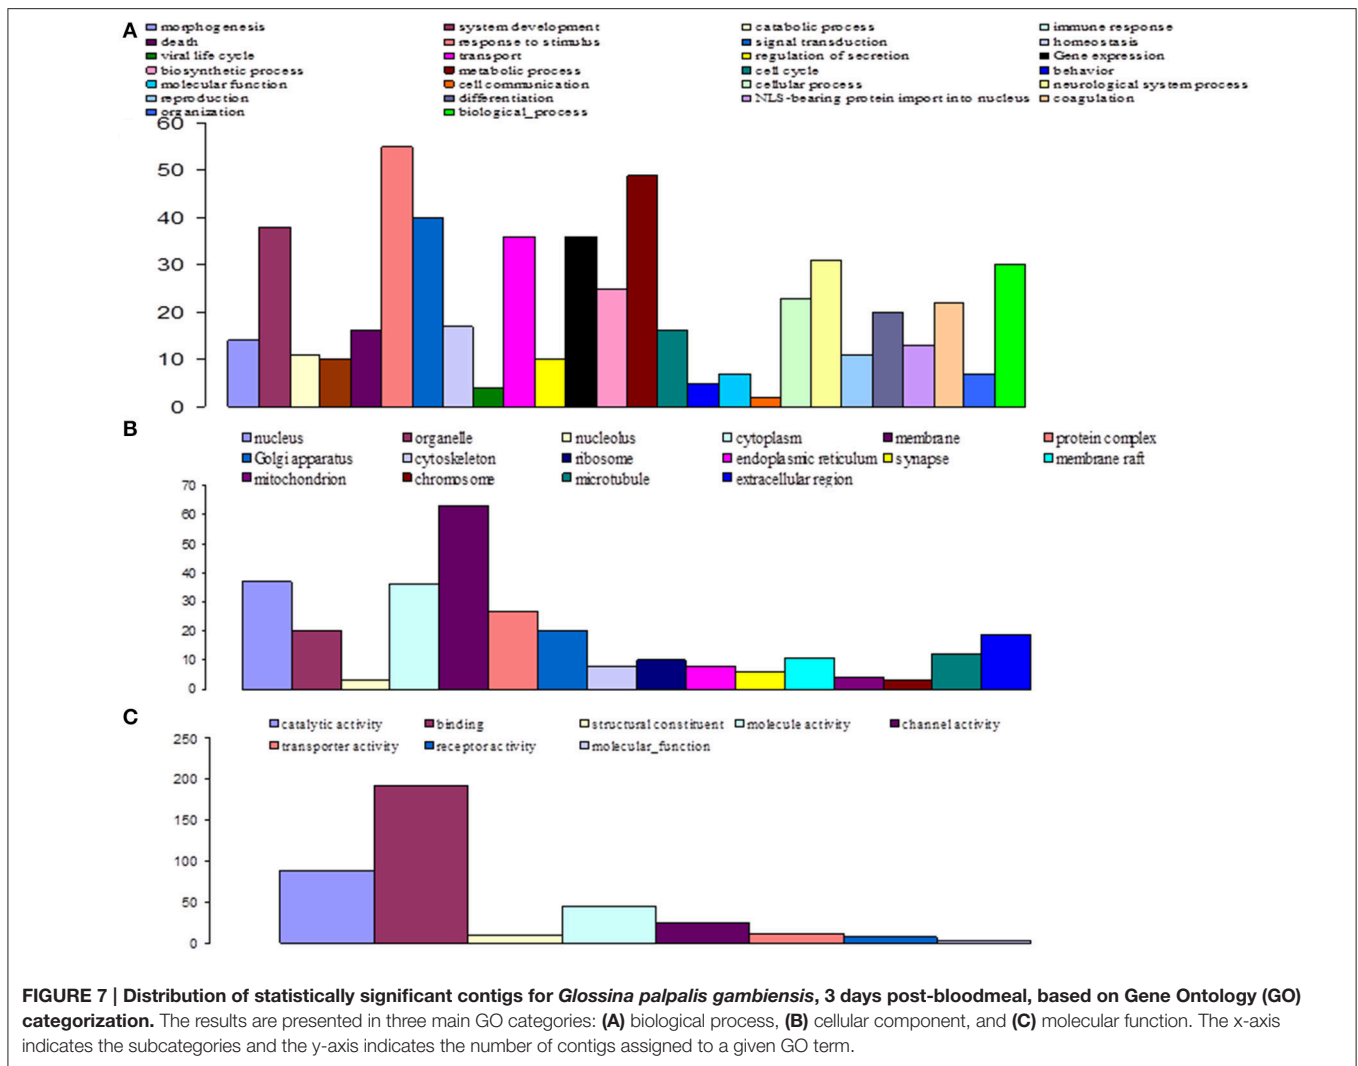 A
morphogenesis system development catabolic process immune response
death response to stimulus signal transduction homeostasis
viral life cycle transport regulation of secretion Gene expression
biosynthetic process metabolic process cell cycle behavior
molecular function cell communication cellular process neurological system process
reproduction differentiation NLS-bearing protein import into nucleus coagulation
organization biological_process
60
50
40
30
20
10
0
B
nucleus organelle nucleolus cytoplasm membrane protein complex
Golgi apparatus cytoskeleton ribosome endoplasmic reticulum synapse membrane raft
mitochondrion chromosome microtubule extracellular region
70
60
50
40
30
20
10
0
C
catalytic activity binding structural constituent molecule activity channel activity
transporter activity receptor activity molecular_function
250
200
150
100
50
0
FIGURE 7 | Distribution of statistically significant contigs for Glossina palpalis gambiensis, 3 days post-bloodmeal, based on Gene Ontology (GO)
categorization. The results are presented in three main GO categories: (A) biological process, (B) cellular component, and (C) molecular function. The x-axis
indicates the subcategories and the y-axis indicates the number of contigs assigned to a given GO term.